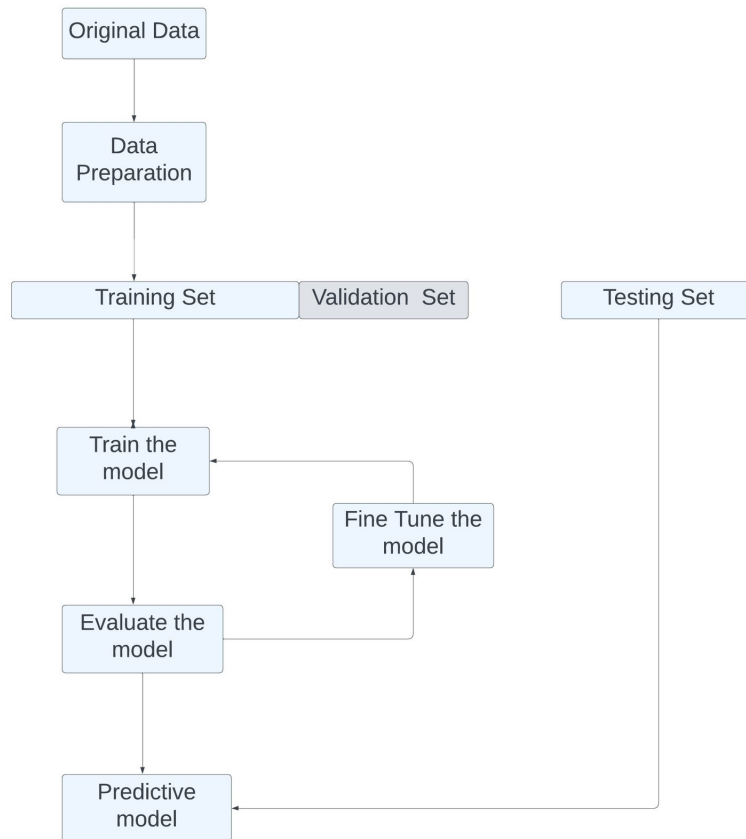 Original Data
Data
Preparation
Training Set
Validation  Set
Testing Set
Train the
model
Fine Tune the
model
Evaluate the
model
Predictive
model